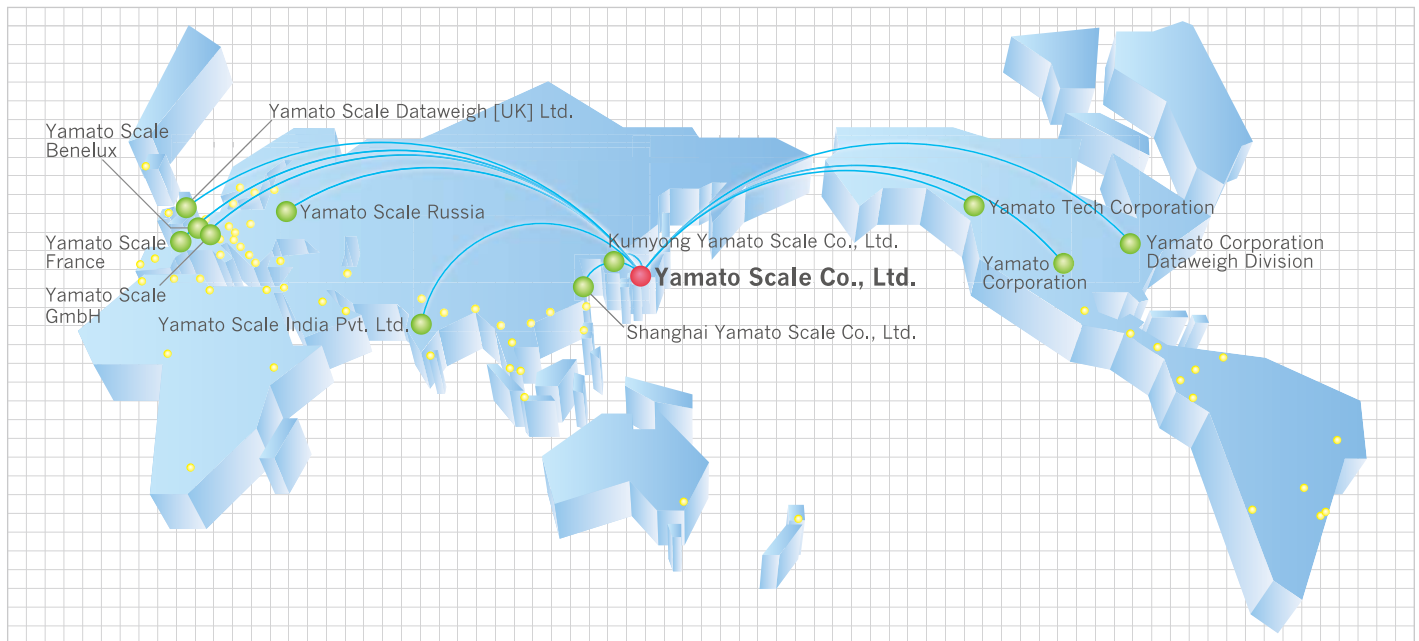 Yamato Scale Dataweigh [UK] Ltd.
Yamato Scale
Benelux
Yamato Scale Russia
Yamato Scale
France
Yamato Scale
GmbH
Yamato Scale India Pvt. Ltd.
Kumyong Yamato Scale Co., Ltd.
Yamato Scale Co., Ltd.
Shanghai Yamato Scale Co., Ltd.
Yamato Tech Corporation
Yamato
Corporation
Yamato Corporation
Dataweigh Division